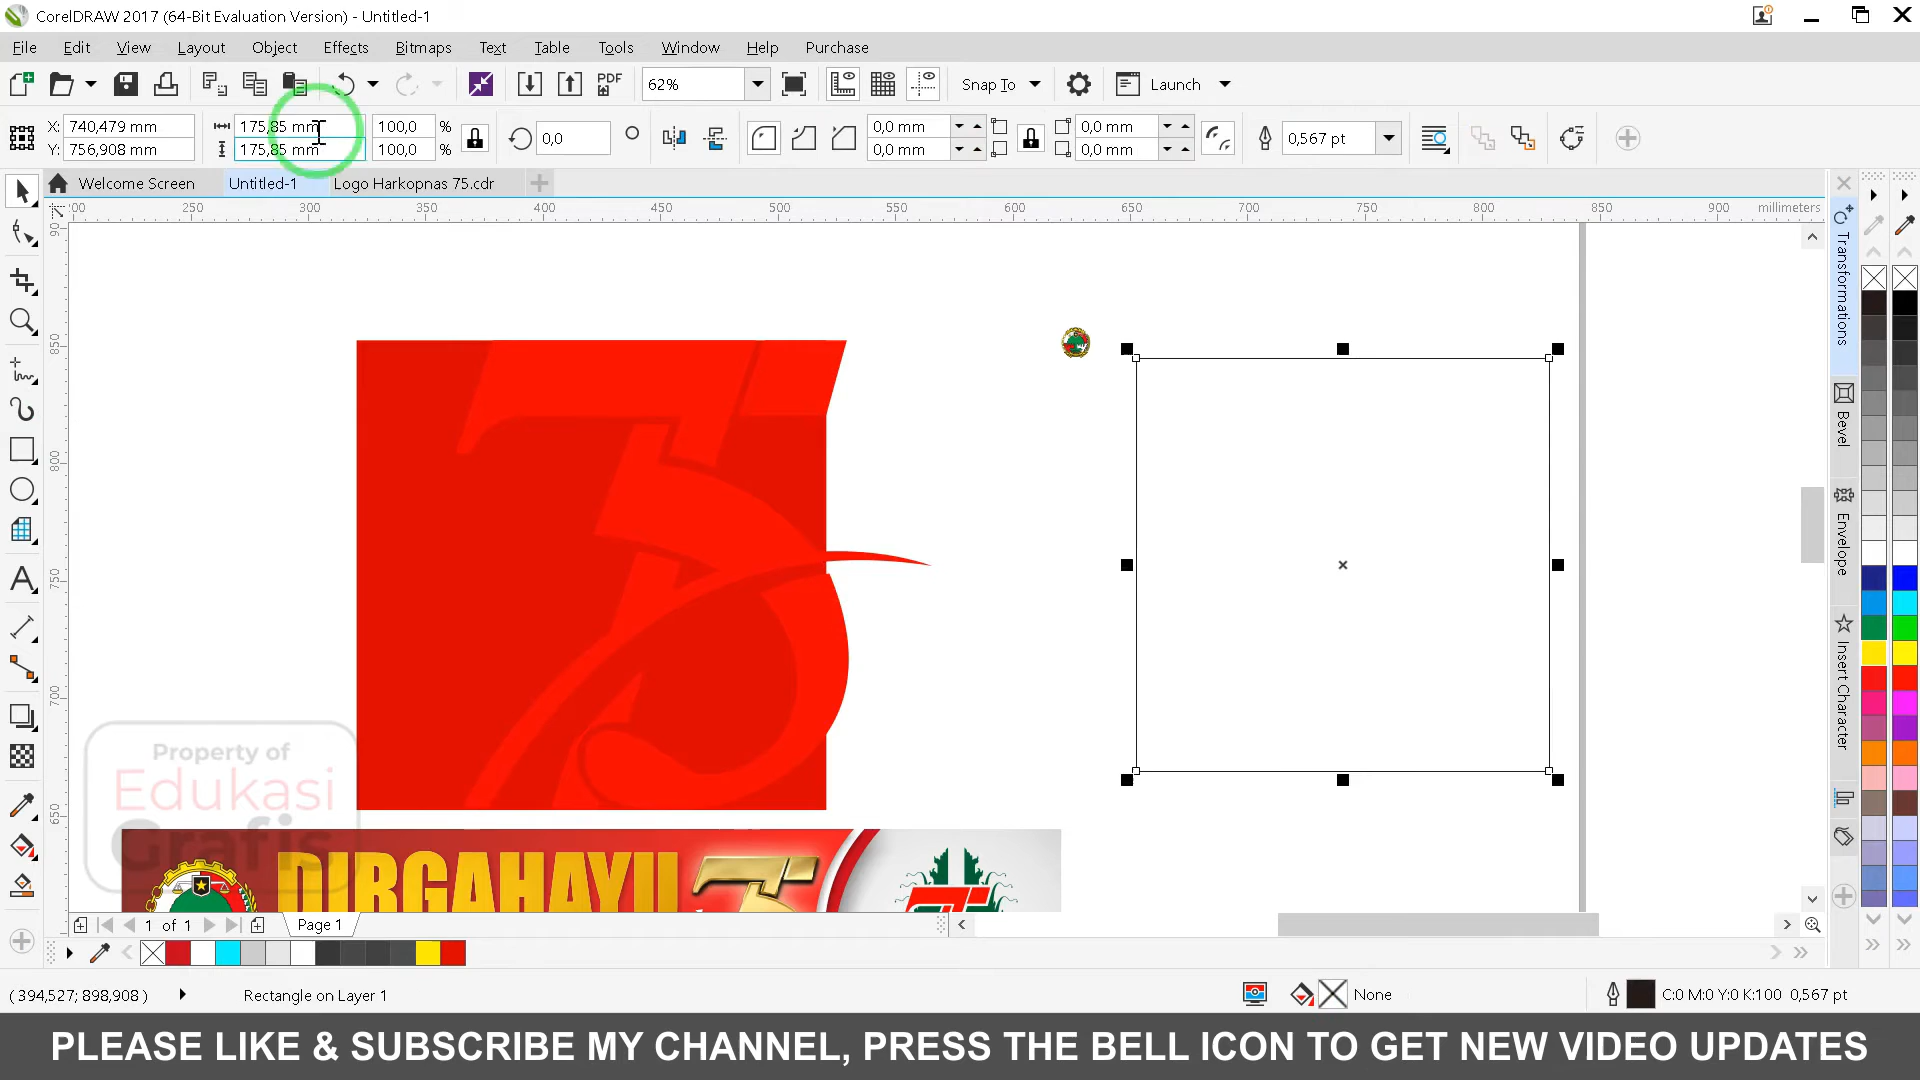 CorelDRAW 2017 (64-Bit Evaluation Version) - Untitled-1
File Edit View Layout Object Effects Bitmaps Text Table Tools Window Help Purchase
PDF 62% Snap To Launch
X: 740,479 mm 175,85 mm 100,0 % 0,0 0,0 mm 0,0 mm 0,567 pt
Y: 756,908 mm 175,85 mm 100,0 % 0,0 mm 0,0 mm
Welcome Screen Untitled-1 Logo Harkopnas 75.cdr
250 300 350 400 450 500 550 600 650 700 750 800 850 900 millimeters
850
800
750
700
650
Transformations
Bevel
Envelope
Insert Character
75
Property of
Edukasi
Grafis
DIRGAHAYU 75
1 of 1 Page 1
( 394,527; 898,908 ) Rectangle on Layer 1 None C:0 M:0 Y:0 K:100 0,567 pt
PLEASE LIKE & SUBSCRIBE MY CHANNEL, PRESS THE BELL ICON TO GET NEW VIDEO UPDATES